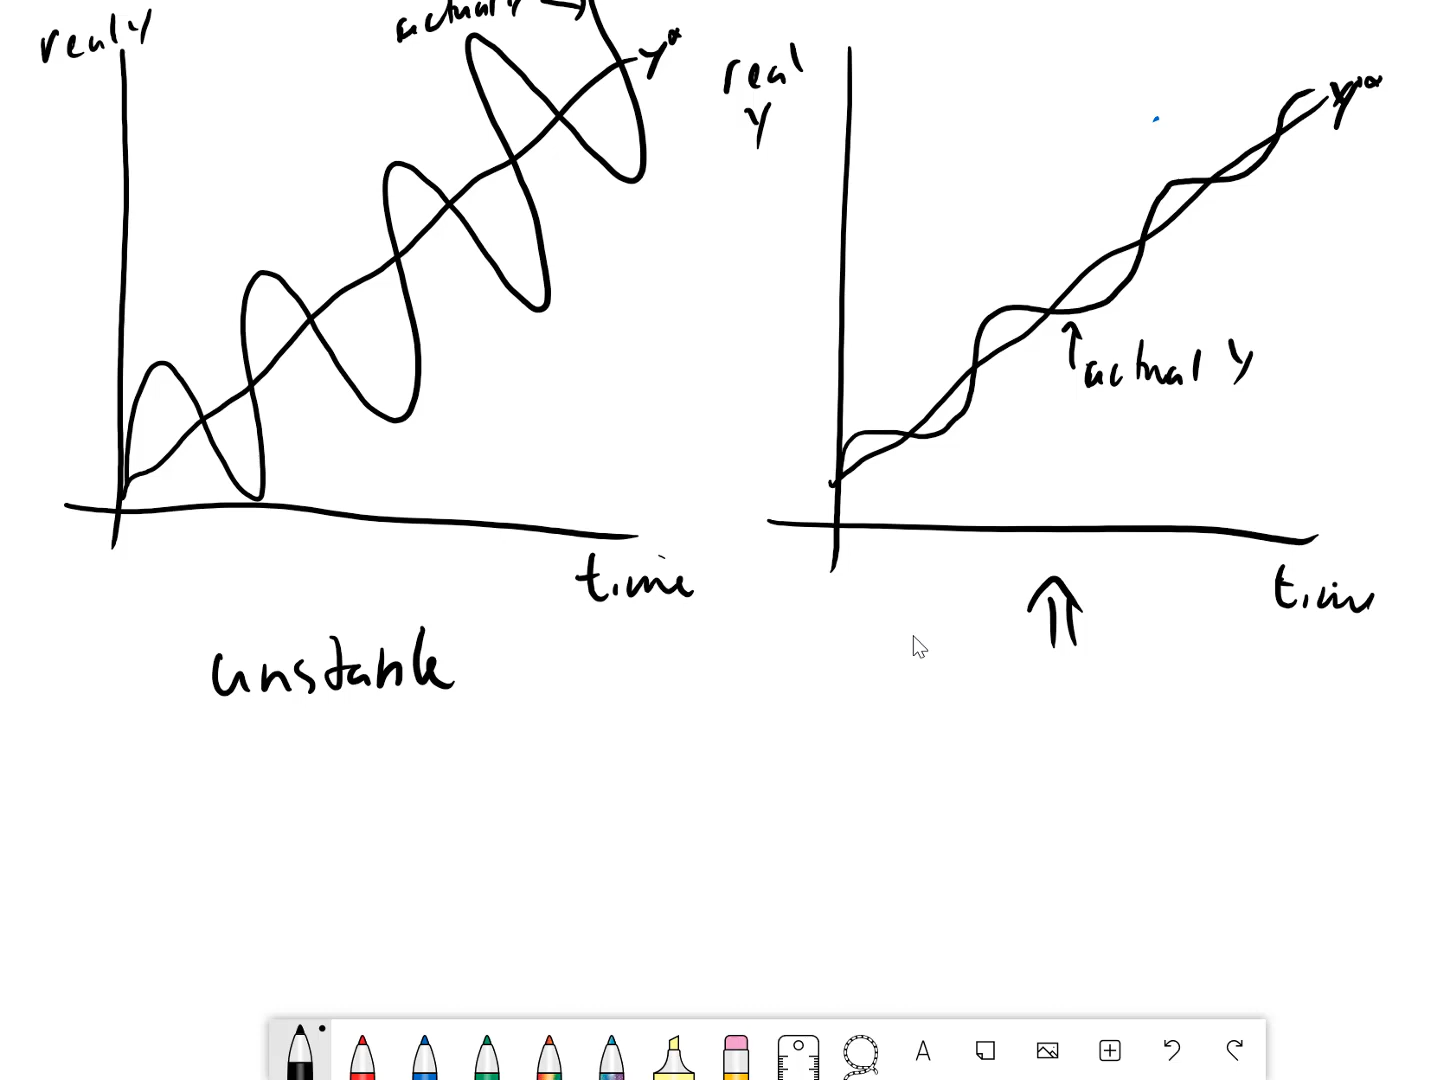 real y
actual y
y*
time
unstable
real
y
y*
actual y
time
A